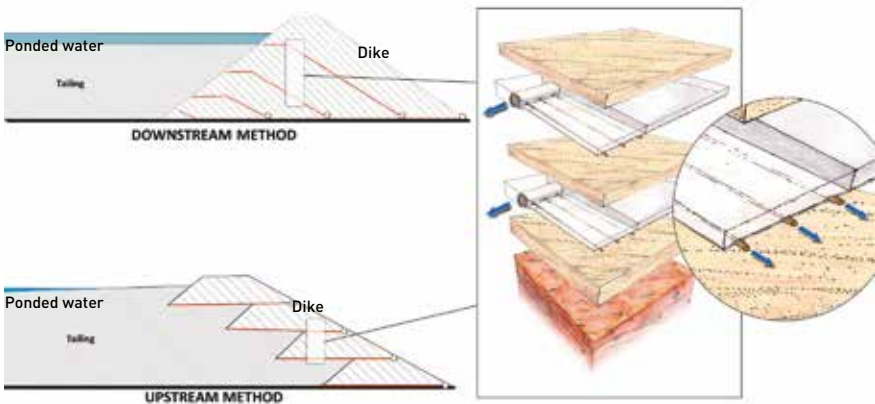 Ponded water
Dike
Tailing
DOWNSTREAM METHOD
Ponded water
Dike
Tailing
UPSTREAM METHOD